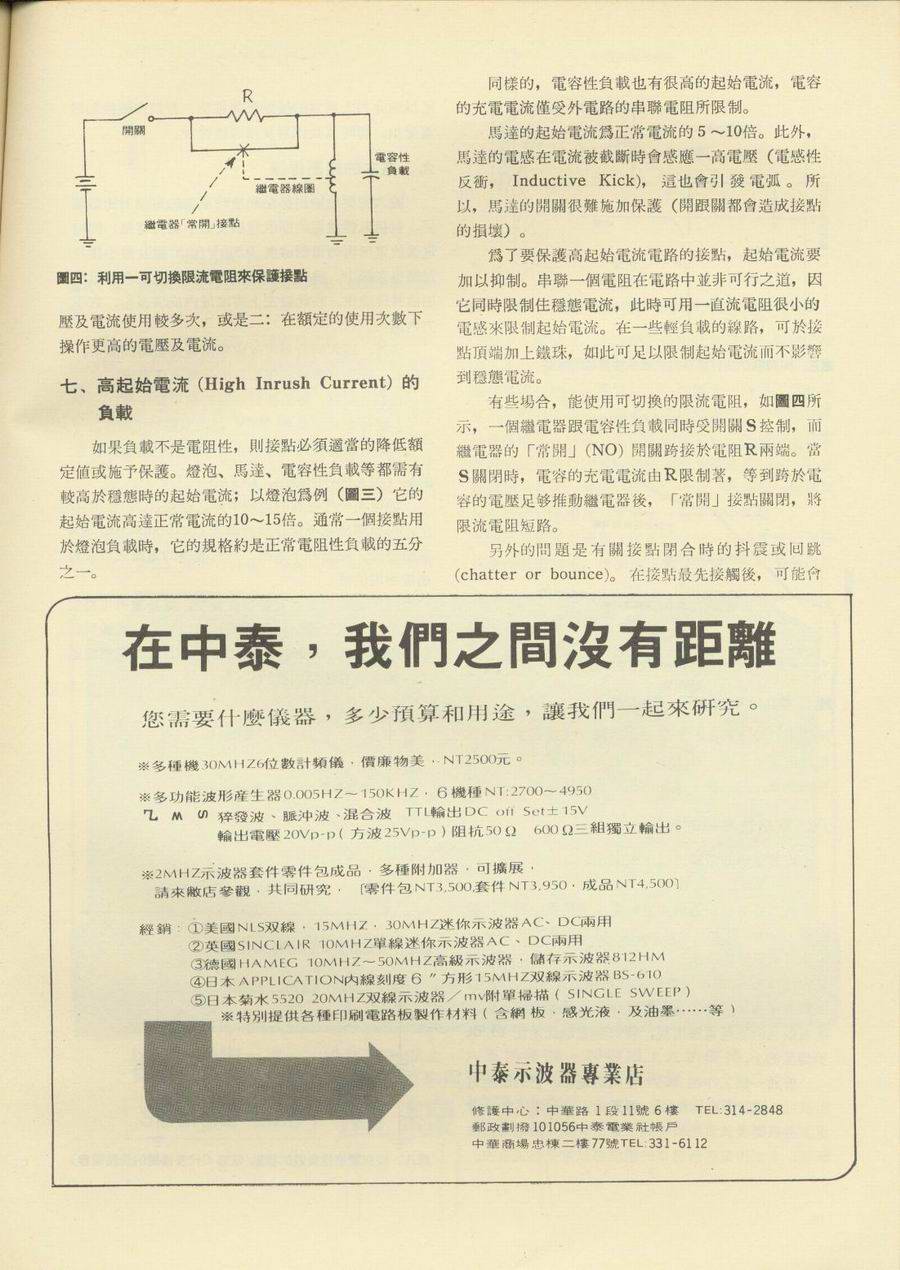 R
開關
電容性
負載
繼電器線圈
繼電器「常開」接點
圖四：利用一可切換限流電阻來保護接點
壓及電流使用較多次，或是二：在額定的使用次數下
操作更高的電壓及電流。
七、高起始電流 (High Inrush Current) 的
負載
如果負載不是電阻性，則接點必須適當的降低額
定值或施予保護。燈泡、馬達、電容性負載等都需有
較高於穩態時的起始電流；以燈泡爲例（圖三）它的
起始電流高達正常電流的10～15倍。通常一個接點用
於燈泡負載時，它的規格約是正常電阻性負載的五分
之一。
同樣的，電容性負載也有很高的起始電流，電容
的充電電流僅受外電路的串聯電阻所限制。
馬達的起始電流爲正常電流的 5 ～10倍。此外，
馬達的電感在電流被截斷時會感應一高電壓（電感性
反衝， Inductive Kick)， 這也會引發電弧。所
以，馬達的開關很難施加保護（開跟關都會造成接點
的損壞）。
爲了要保護高起始電流電路的接點，起始電流要
加以抑制。串聯一個電阻在電路中並非可行之道，因
它同時限制住穩態電流，此時可用一直流電阻很小的
電感來限制起始電流。在一些輕負載的線路，可於接
點頂端加上鐵珠，如此可足以限制起始電流而不影響
到穩態電流。
有些場合，能使用可切換的限流電阻，如圖四所
示，一個繼電器跟電容性負載同時受開關S控制，而
繼電器的「常開」(NO) 開關跨接於電阻R兩端。當
S關閉時，電容的充電電流由R限制著，等到跨於電
容的電壓足够推動繼電器後，「常開」接點關閉，將
限流電阻短路。
另外的問題是有關接點閉合時的抖震或回跳
(chatter or bounce)。在接點最先接觸後，可能會
在中泰，我們之間沒有距離
您需要什麼儀器，多少預算和用途，讓我們一起來研究。
※多種機30MHZ6位數計頻儀．價廉物美．NT2500元。
※多功能波形產生器0.005HZ～150KHZ．6機種NT:2700～4950
猝發波、脈沖波、混合波 TTL輸出DC off Set±15V
輸出電壓20Vp-p（方波25Vp-p）阻抗50Ω 600Ω三組獨立輸出。
※2MHZ示波器套件零件包成品．多種附加器．可擴展．
請來敝店參觀．共同研究．〔零件包NT3,500,套件NT3,950．成品NT4,500〕
經銷：①美國NLS双線．15MHZ．30MHZ迷你示波器AC、DC兩用
②英國SINCLAIR 10MHZ單線迷你示波器AC、DC兩用
③德國HAMEG 10MHZ～50MHZ高級示波器．儲存示波器812HM
④日本APPLICATION內線刻度6〃方形15MHZ双線示波器BS-610
⑤日本菊水5520 20MHZ双線示波器／mv附單掃描（SINGLE SWEEP）
※特別提供各種印刷電路板製作材料（含網板．感光液．及油墨……等）
中泰示波器專業店
修護中心：中華路1段11號6樓 TEL:314-2848
郵政劃撥101056中泰電業社帳戶
中華商場忠棟二樓77號TEL:331-6112